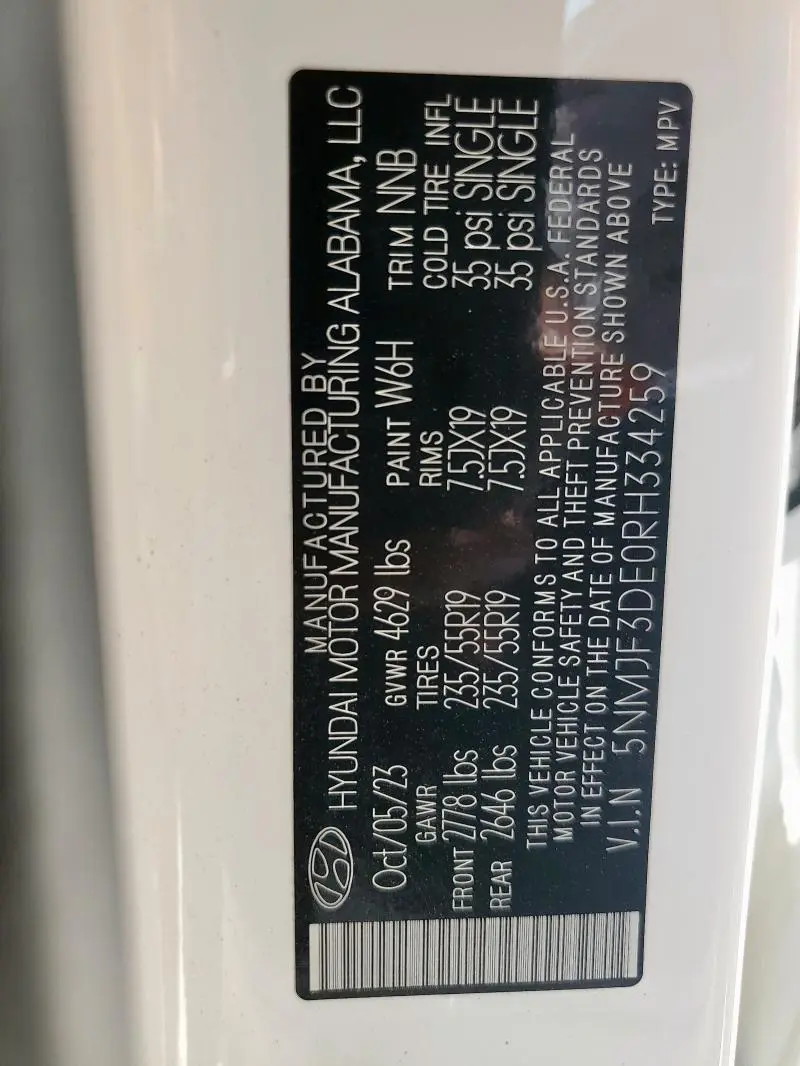 MANUFACTURED BY
HYUNDAI MOTOR MANUFACTURING ALABAMA, LLC
Oct/05/23 GVWR 4629 lbs PAINT W6H TRIM NNB
GAWR TIRES RIMS COLD TIRE INFL
FRONT 2778 lbs 235/55R19 7.5JX19 35 psi SINGLE
REAR 2646 lbs 235/55R19 7.5JX19 35 psi SINGLE
THIS VEHICLE CONFORMS TO ALL APPLICABLE U.S.A. FEDERAL
MOTOR VEHICLE SAFETY AND THEFT PREVENTION STANDARDS
IN EFFECT ON THE DATE OF MANUFACTURE SHOWN ABOVE
V.I.N 5NMJF3DE0RH334259 TYPE: MPV